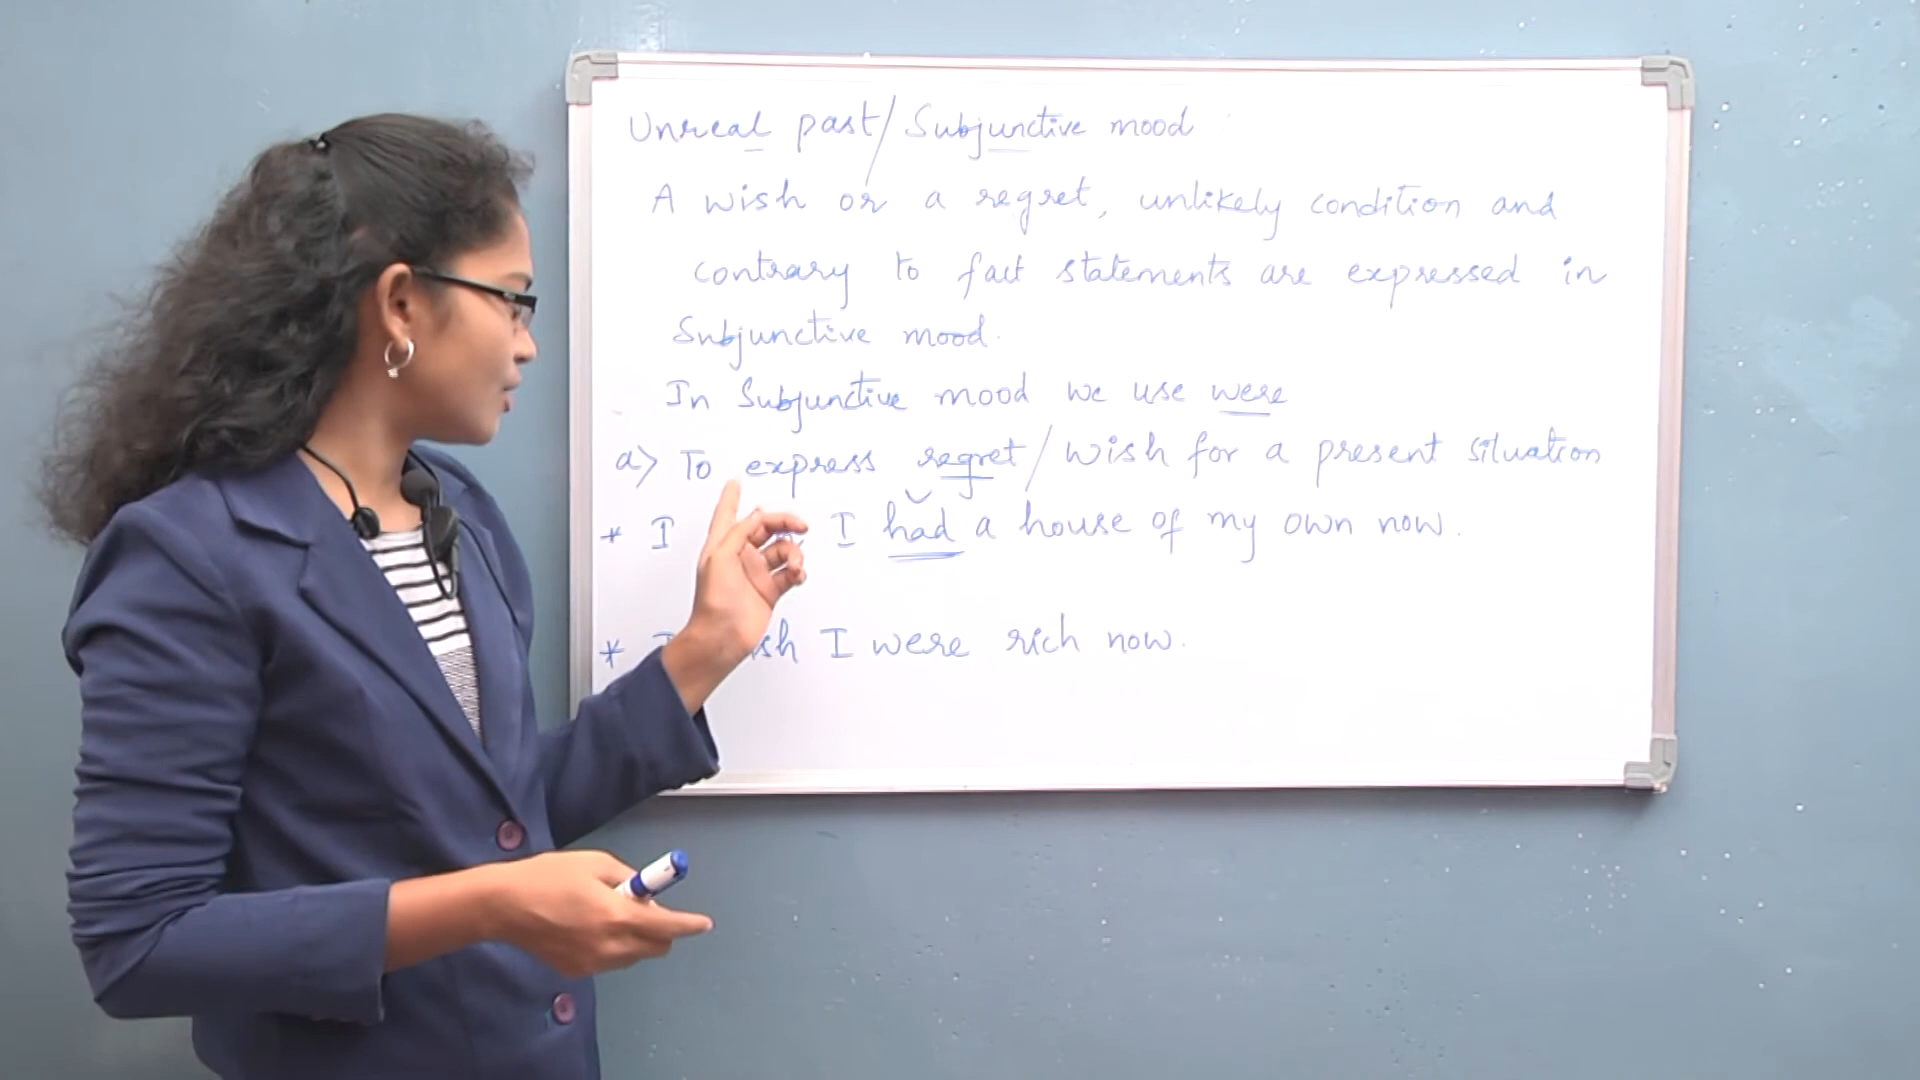 Unreal past/Subjunctive mood
A wish or a regret, unlikely condition and
contrary to fact statements are expressed in
Subjunctive mood.
In Subjunctive mood we use were
a) To express regret/wish for a present situation
* I I had a house of my own now.
* I were rich now.